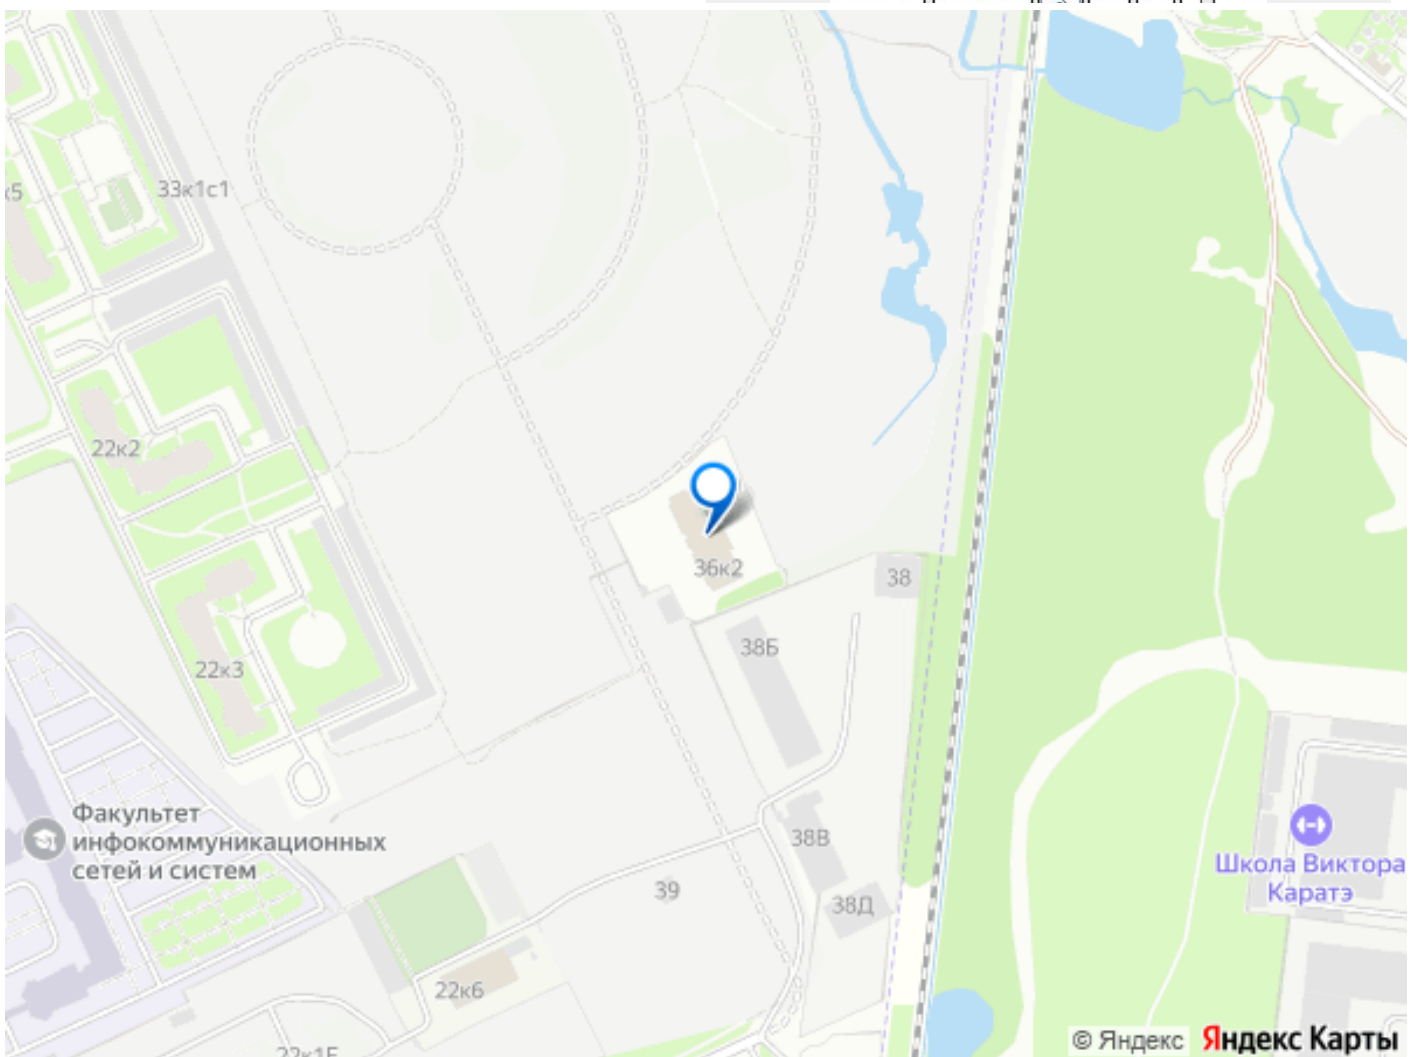 33к1с1
к5
22к2
36к2
38
38Б
22к3
Факультет
инфокоммуникационных
сетей и систем
38В
Школа Виктора
Каратэ
39
38Д
22к6
© Яндекс
Яндекс Карты